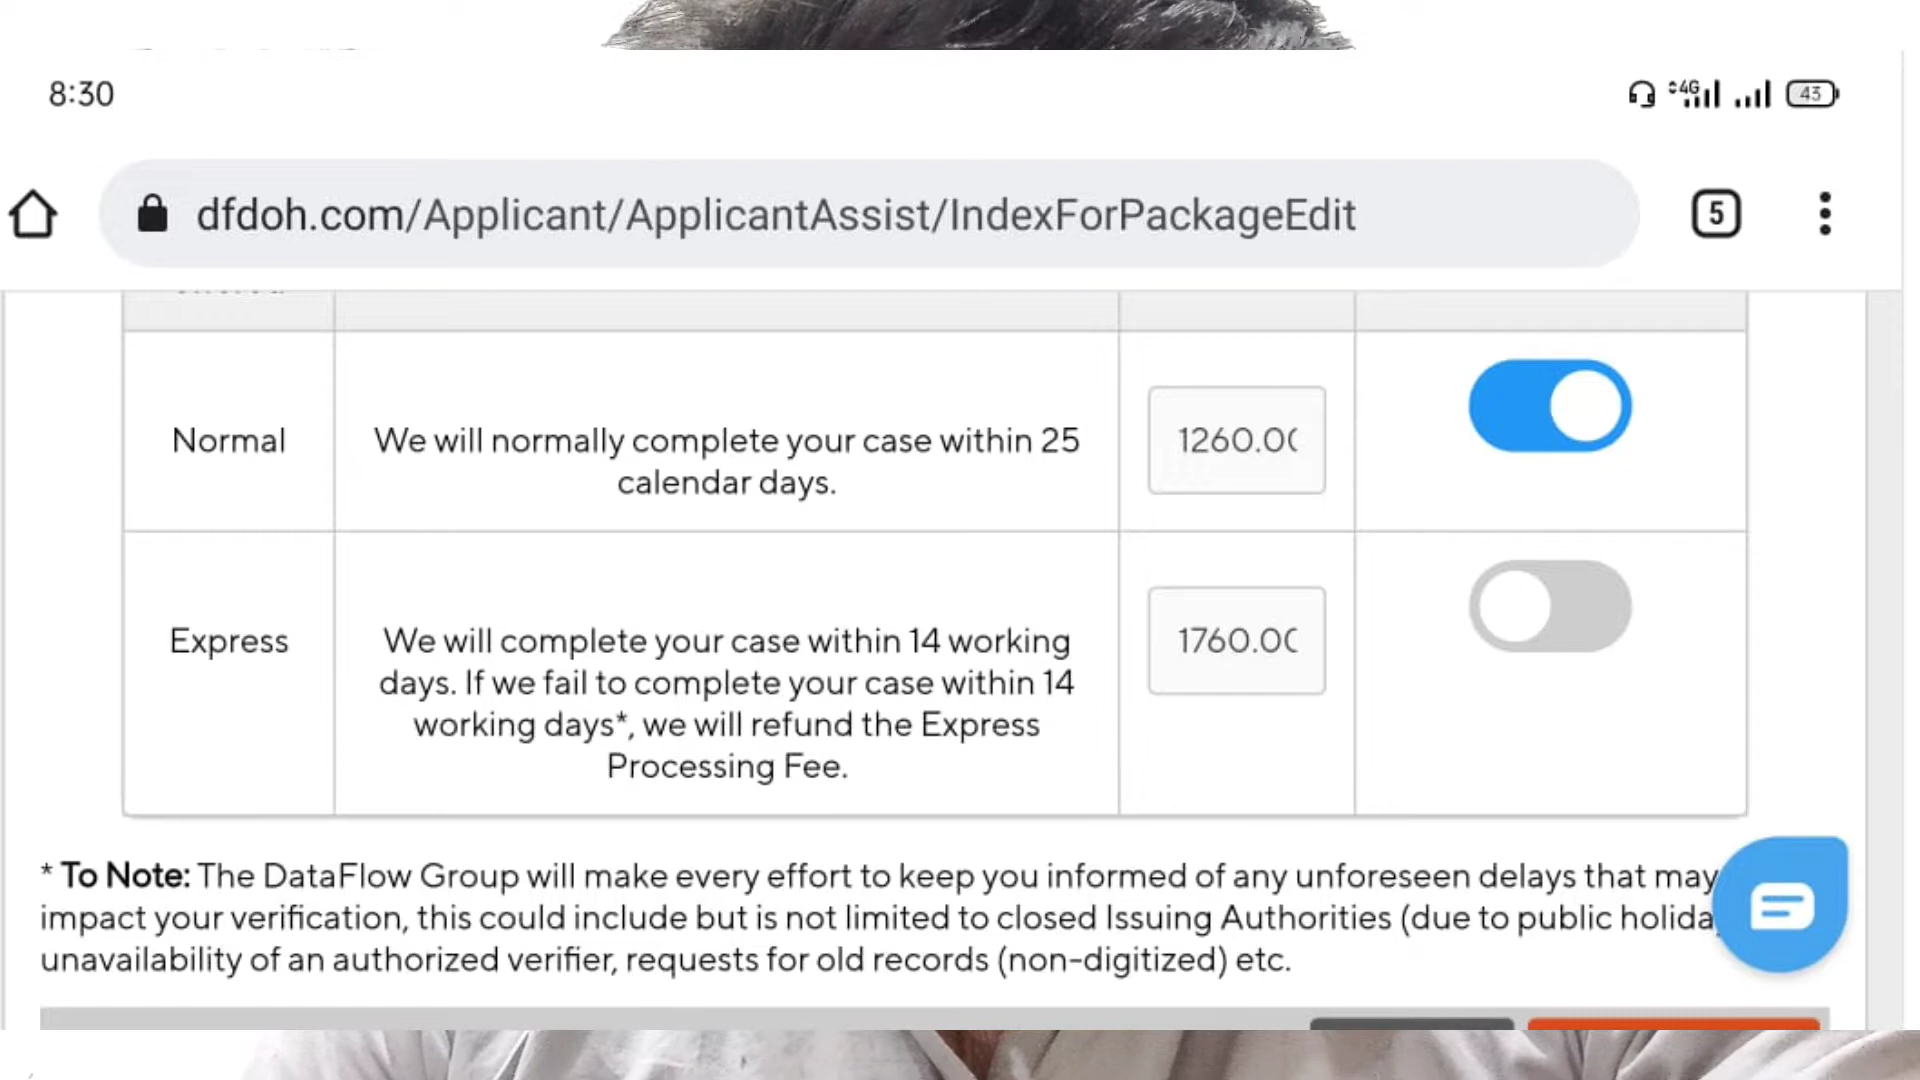 8:30
4G
43
dfdoh.com/Applicant/ApplicantAssist/IndexForPackageEdit
5
Normal
We will normally complete your case within 25
calendar days.
1260.0
Express
We will complete your case within 14 working
days. If we fail to complete your case within 14
working days*, we will refund the Express
Processing Fee.
1760.0
* To Note: The DataFlow Group will make every effort to keep you informed of any unforeseen delays that may
impact your verification, this could include but is not limited to closed Issuing Authorities (due to public holida
unavailability of an authorized verifier, requests for old records (non-digitized) etc.